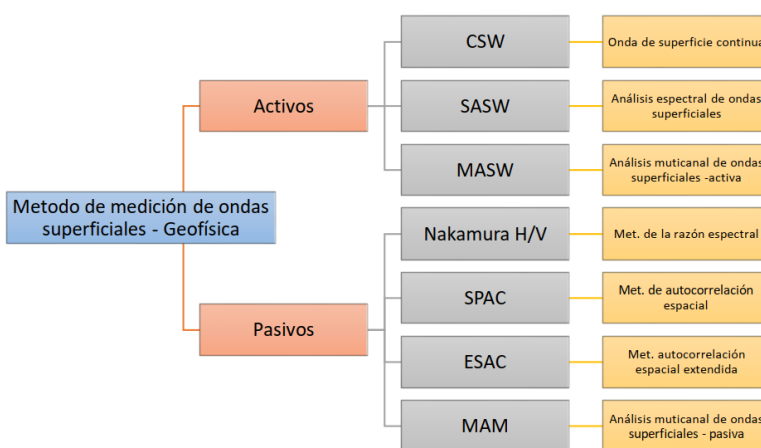 CSW
Onda de superficie continua
Activos
SASW
Análisis espectral de ondas
superficiales
MASW
Análisis muticanal de ondas
superficiales -activa
Metodo de medición de ondas
superficiales - Geofísica
Nakamura H/V
Met. de la razón espectral
SPAC
Met. de autocorrelación
espacial
Pasivos
ESAC
Met. autocorrelación
espacial extendida
MAM
Análisis muticanal de ondas
superficiales - pasiva